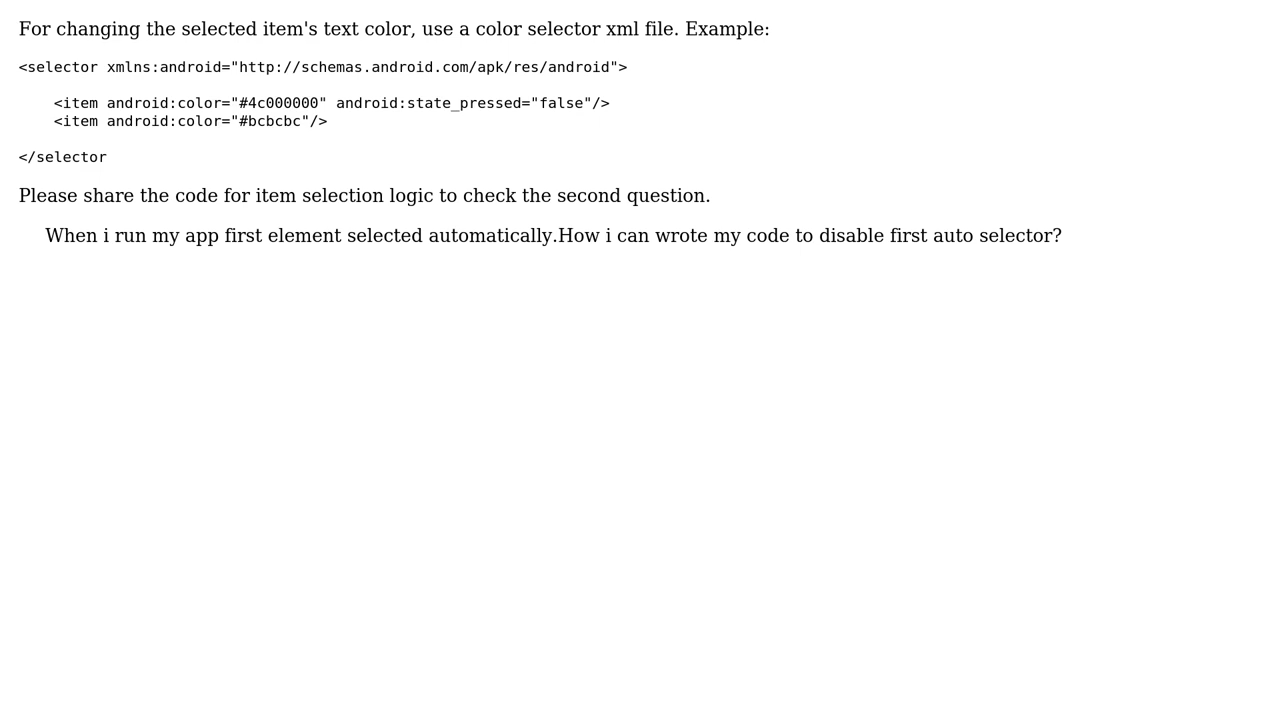 For changing the selected item's text color, use a color selector xml file. Example:
<selector xmlns:android="http://schemas.android.com/apk/res/android">
    <item android:color="#4c000000" android:state_pressed="false"/>
    <item android:color="#bcbcbc"/>
</selector
Please share the code for item selection logic to check the second question.
When i run my app first element selected automatically.How i can wrote my code to disable first auto selector?